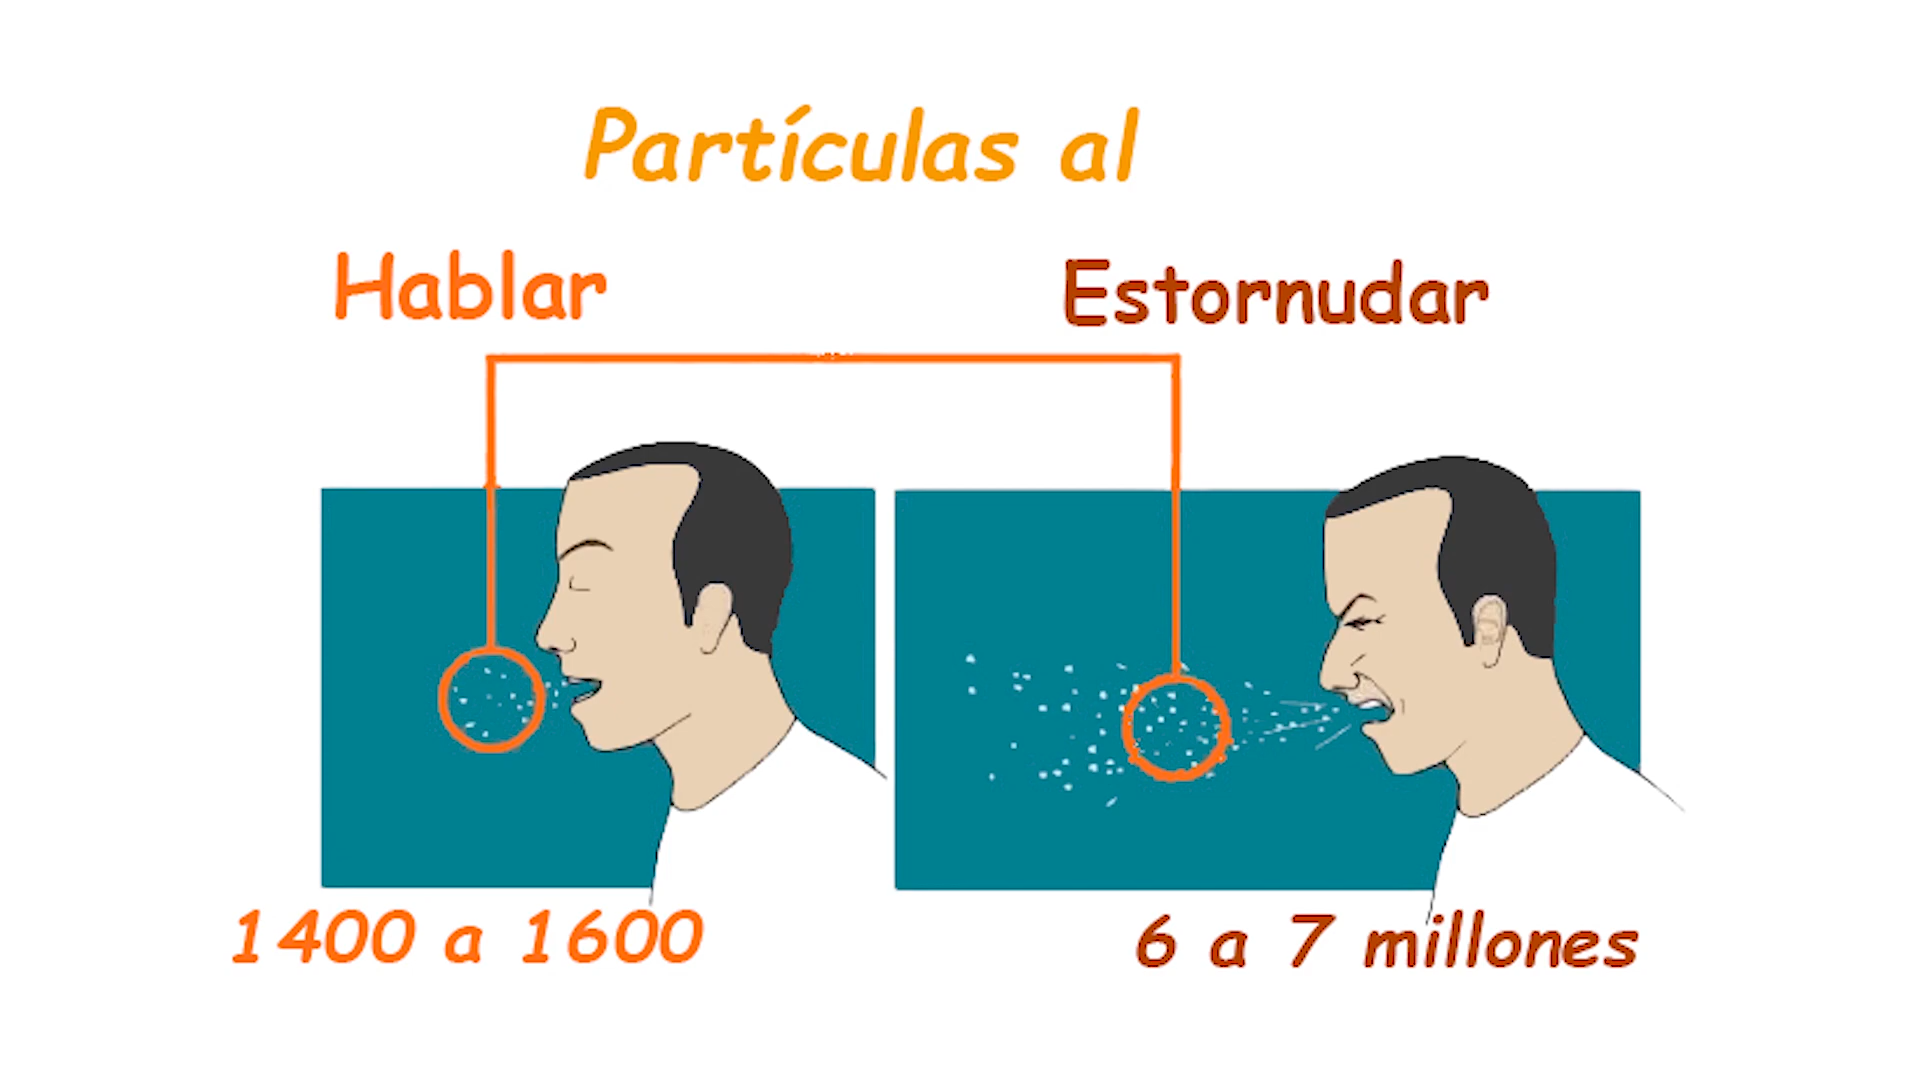 Partículas al
Hablar
Estornudar
1400 a 1600
6 a 7 millones